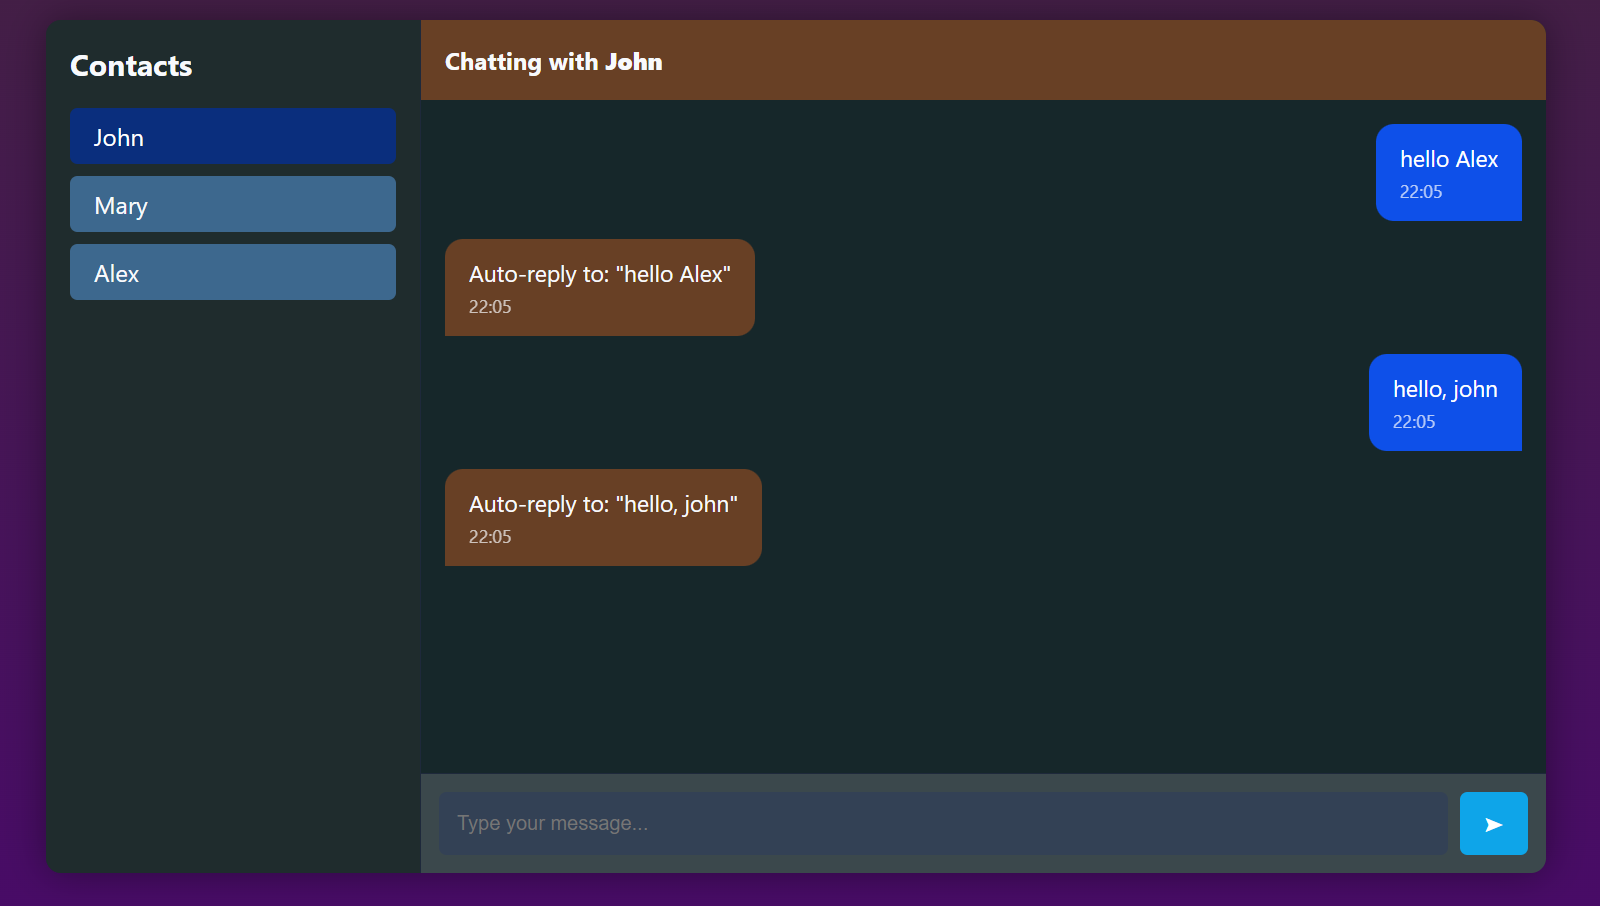 Contacts
John
Mary
Alex
Chatting with John
hello Alex
22:05
Auto-reply to: "hello Alex"
22:05
hello, john
22:05
Auto-reply to: "hello, john"
22:05
Type your message...